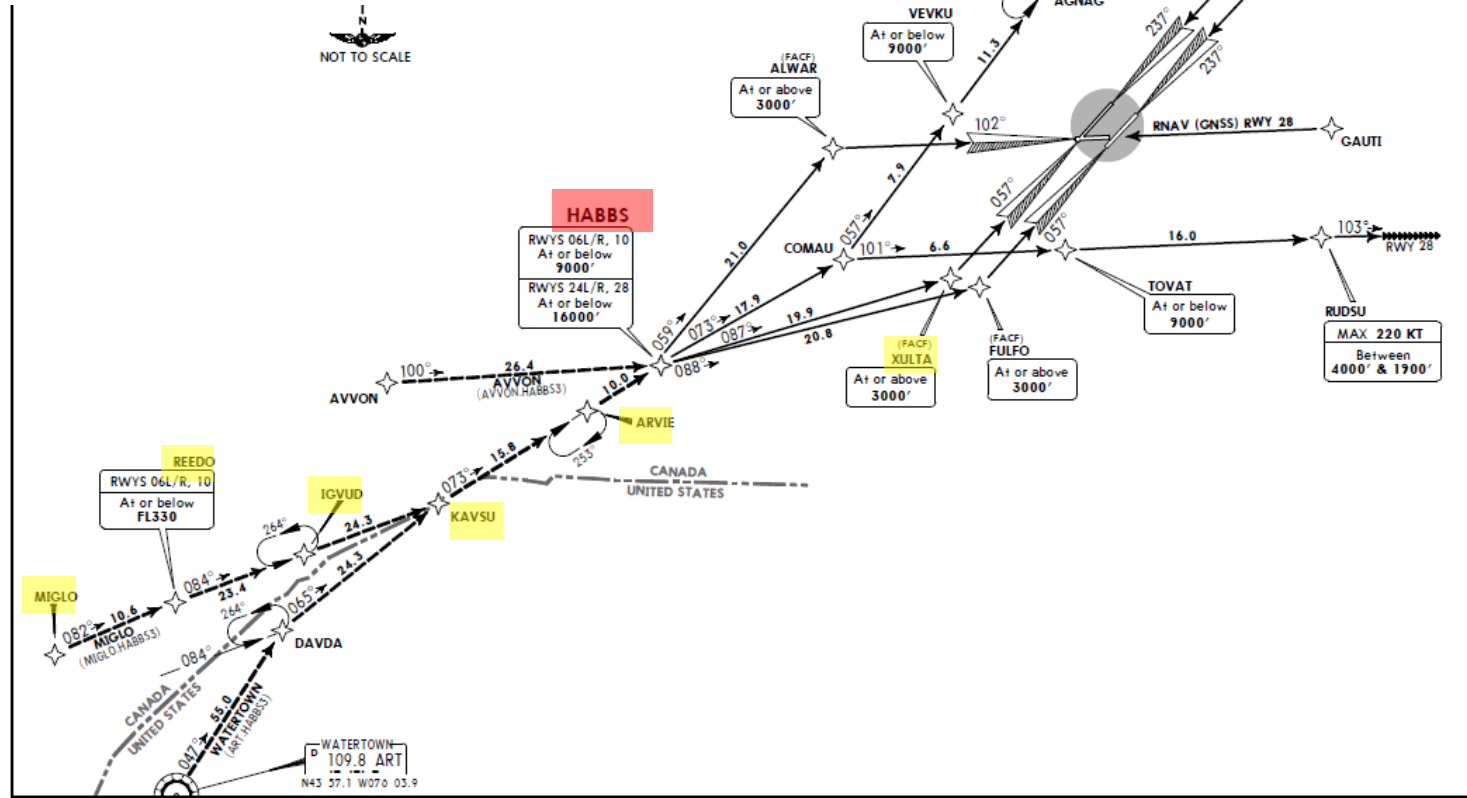 AGNAG
N
NOT TO SCALE
VEVKU
At or below
9000′
11.3
237°
237°
(FACF)
ALWAR
At or above
3000′
102°
RNAV (GNSS) RWY 28
GAUTI
7.9
057°
057°
057°
HABBS
RWYS 06L/R, 10
At or below
9000′
RWYS 24L/R, 28
At or below
16000′
21.0
COMAU
101°
6.6
16.0
103°
RWY 28
TOVAT
At or below
9000′
RUDSU
MAX 220 KT
Between
4000′ & 1900′
059°
073°
17.9
087°
19.9
20.8
088°
(FACF)
XULTA
At or above
3000′
(FACF)
FULFO
At or above
3000′
AVVON
100°
26.4
AVVON
(AVVON.HABBS3)
10.0
ARVIE
253°
15.8
073°
CANADA
UNITED STATES
REEDO
RWYS 06L/R, 10
At or below
FL330
IGVUD
264°
24.3
KAVSU
MIGLO
082°
10.6
MIGLO
(MIGLO.HABBS3)
084°
23.4
264°
065°
24.3
DAVDA
084°
CANADA
UNITED STATES
047°
55.0
WATERTOWN
(ART.HABBS3)
WATERTOWN
D 109.8 ART
N43 57.1 W076 03.9